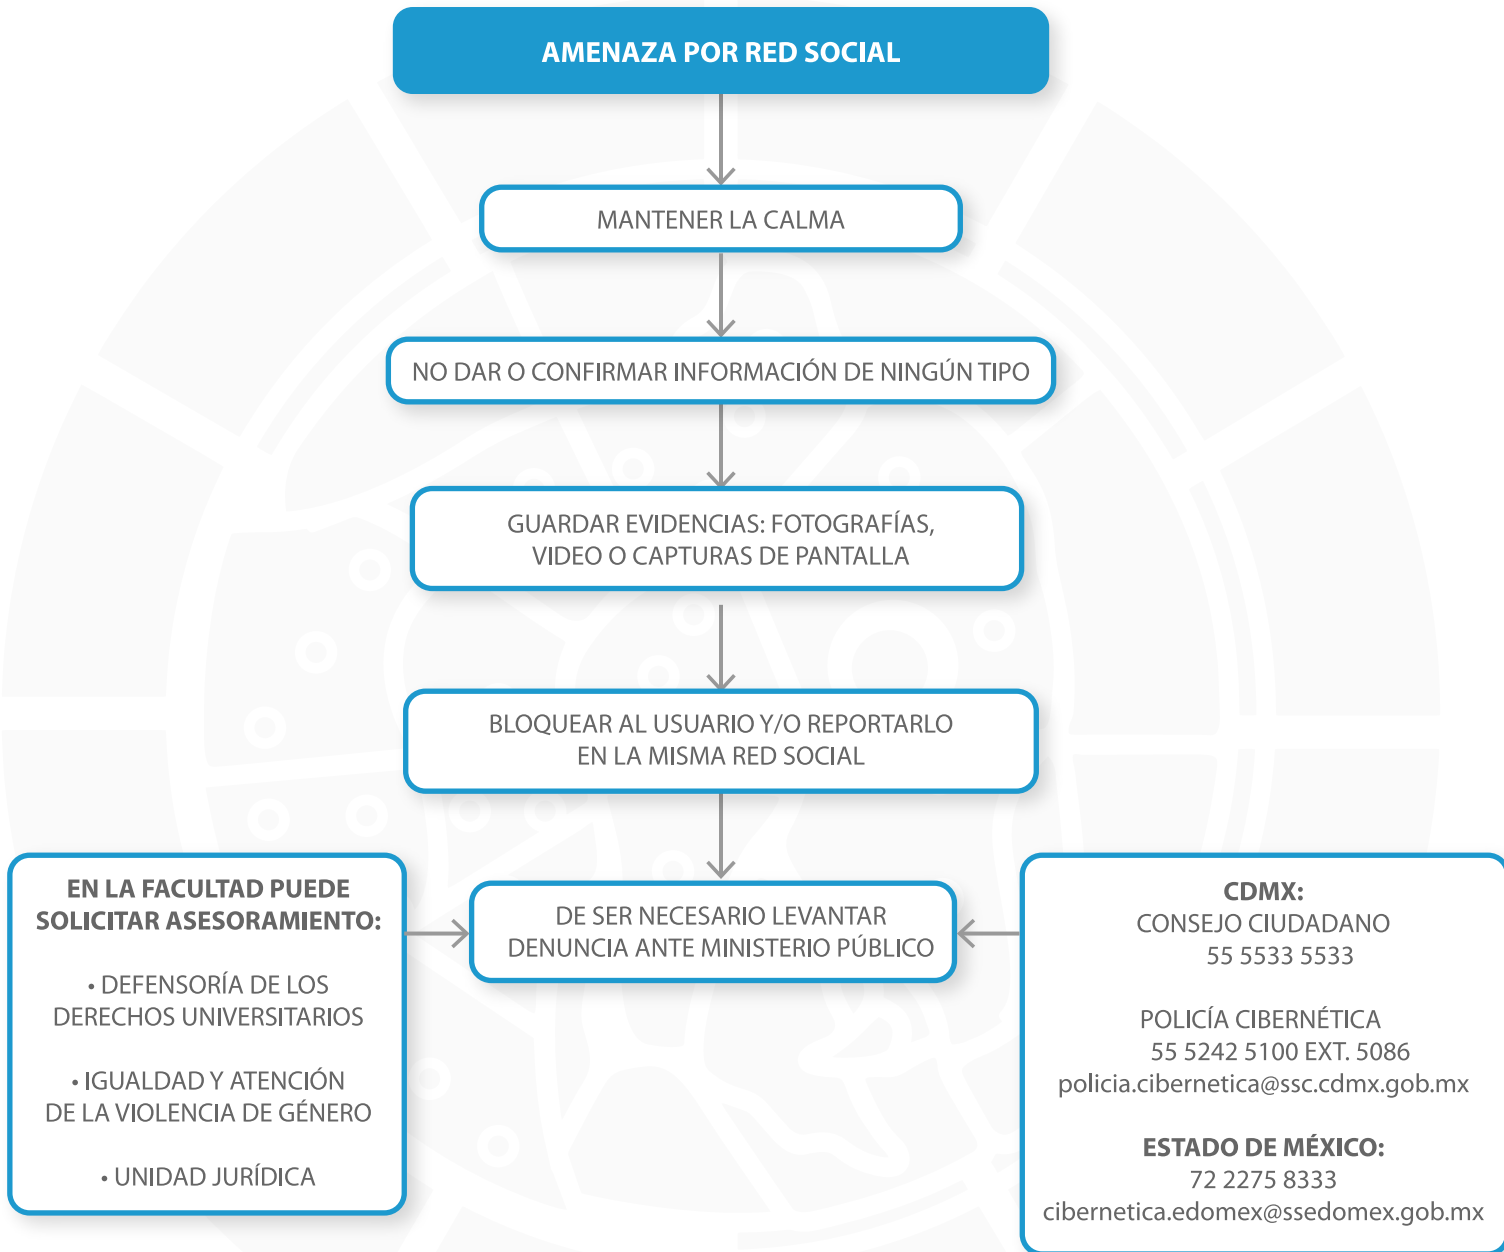 AMENAZA POR RED SOCIAL
MANTENER LA CALMA
NO DAR O CONFIRMAR INFORMACIÓN DE NINGÚN TIPO
GUARDAR EVIDENCIAS: FOTOGRAFÍAS,
VIDEO O CAPTURAS DE PANTALLA
BLOQUEAR AL USUARIO Y/O REPORTARLO
EN LA MISMA RED SOCIAL
DE SER NECESARIO LEVANTAR
DENUNCIA ANTE MINISTERIO PÚBLICO
EN LA FACULTAD PUEDE
SOLICITAR ASESORAMIENTO:
• DEFENSORÍA DE LOS
DERECHOS UNIVERSITARIOS
• IGUALDAD Y ATENCIÓN
DE LA VIOLENCIA DE GÉNERO
• UNIDAD JURÍDICA
CDMX:
CONSEJO CIUDADANO
55 5533 5533
POLICÍA CIBERNÉTICA
55 5242 5100 EXT. 5086
policia.cibernetica@ssc.cdmx.gob.mx
ESTADO DE MÉXICO:
72 2275 8333
cibernetica.edomex@ssedomex.gob.mx